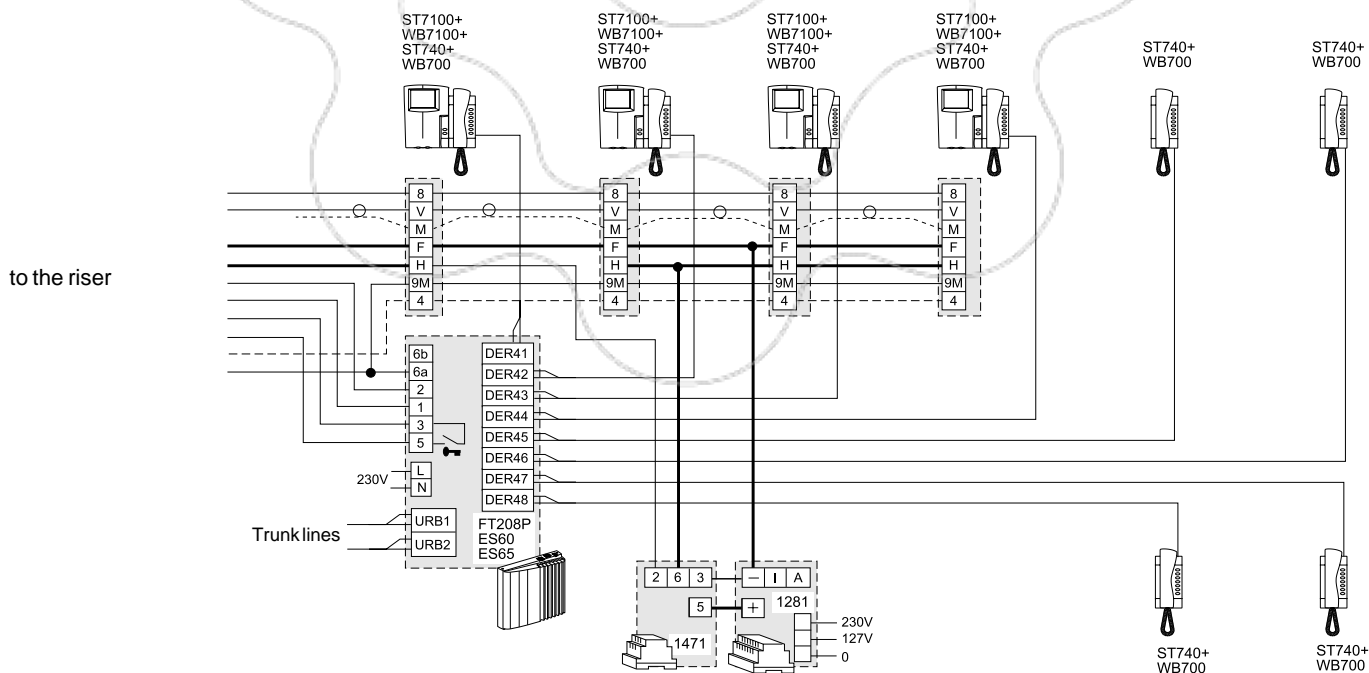 ST7100+
WB7100+
ST740+
WB700
ST7100+
WB7100+
ST740+
WB700
ST7100+
WB7100+
ST740+
WB700
ST7100+
WB7100+
ST740+
WB700
ST740+
WB700
ST740+
WB700
to the riser
8
V
M
F
H
9M
4
8
V
M
F
H
9M
4
8
V
M
F
H
9M
4
8
V
M
F
H
9M
4
6b
6a
2
1
3
5
230V
L
N
Trunk lines
URB1
URB2
DER41
DER42
DER43
DER44
DER45
DER46
DER47
DER48
FT208P
ES60
ES65
2 6 3
5
1471
– I A
+
1281
230V
127V
0
ST740+
WB700
ST740+
WB700